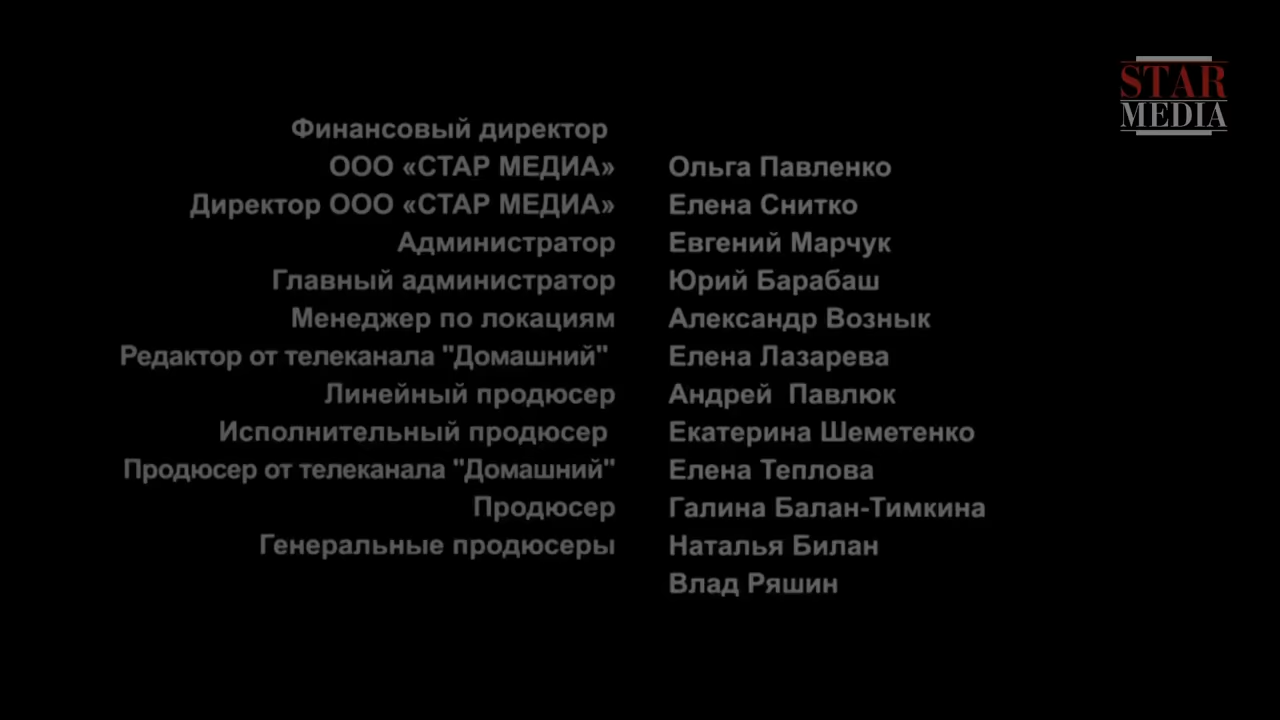 STAR
MEDIA
Финансовый директор
ООО «СТАР МЕДИА» Ольга Павленко
Директор ООО «СТАР МЕДИА» Елена Снитко
Администратор Евгений Марчук
Главный администратор Юрий Барабаш
Менеджер по локациям Александр Вознык
Редактор от телеканала "Домашний" Елена Лазарева
Линейный продюсер Андрей Павлюк
Исполнительный продюсер Екатерина Шеметенко
Продюсер от телеканала "Домашний" Елена Теплова
Продюсер Галина Балан-Тимкина
Генеральные продюсеры Наталья Билан
Влад Ряшин